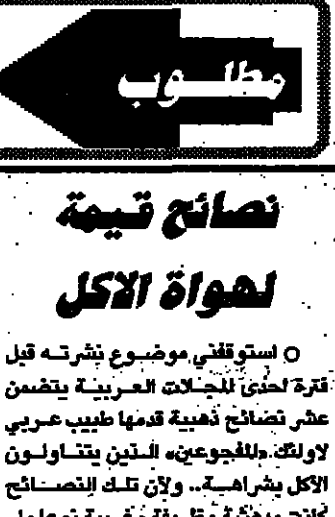 مطلوب
نصائح قيمة
لهواة الاكل
○ استوقفني موضوع نشرته قبل
فترة احدى المجلات العربية يتضمن
عشر نصائح ذهبية قدمها طبيب عربي
لاولئك «المفجوعين» الذين يتناولون
الاكل بشراهة.. ولان تلك النصائح